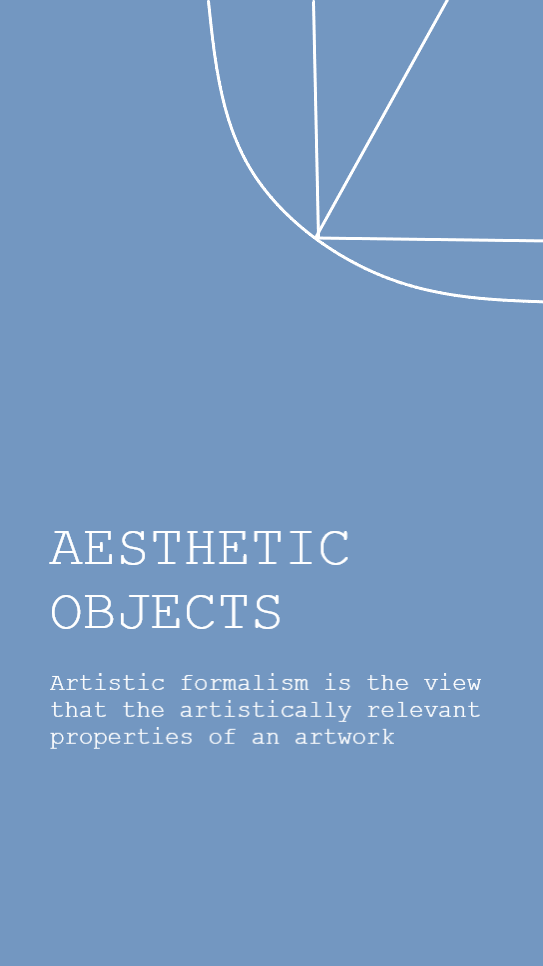 AESTHETIC
OBJECTS
Artistic formalism is the view
that the artistically relevant
properties of an artwork